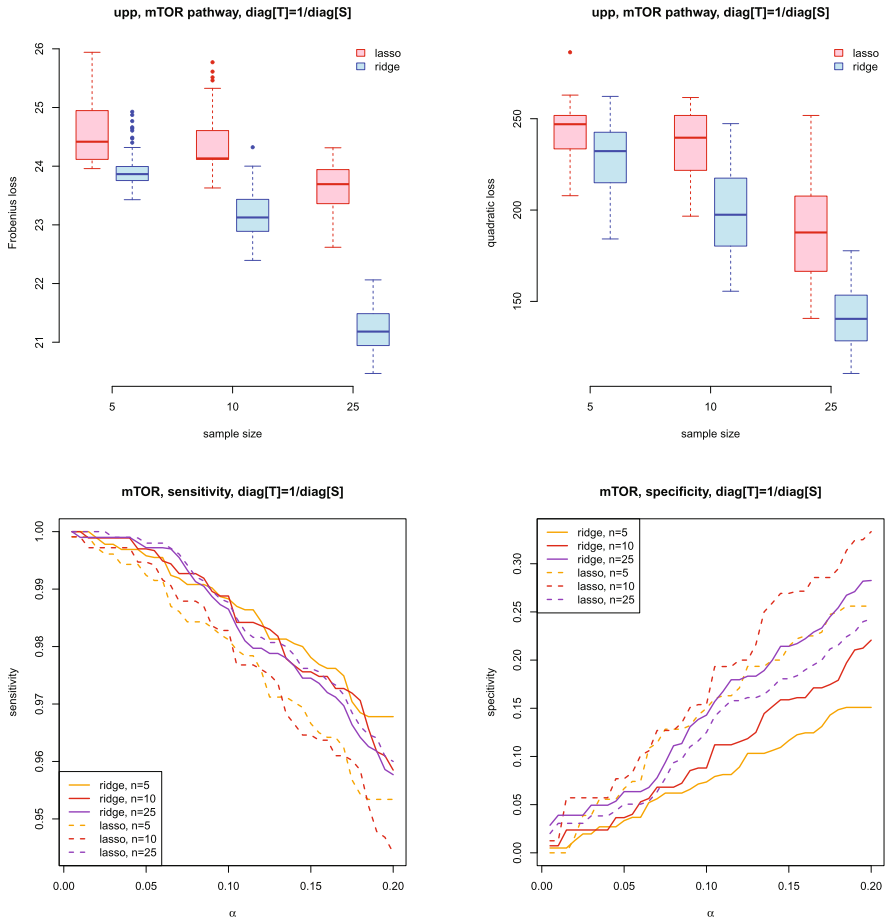 upp, mTOR pathway, diag[T]=1/diag[S]
lasso
ridge
26
25
24
23
22
21
Frobenius loss
5
10
25
sample size
upp, mTOR pathway, diag[T]=1/diag[S]
lasso
ridge
250
200
150
quadratic loss
5
10
25
sample size
mTOR, sensitivity, diag[T]=1/diag[S]
1.00
0.99
0.98
0.97
0.96
0.95
sensitivity
ridge, n=5
ridge, n=10
ridge, n=25
lasso, n=5
lasso, n=10
lasso, n=25
0.00
0.05
0.10
0.15
0.20
α
mTOR, specificity, diag[T]=1/diag[S]
ridge, n=5
ridge, n=10
ridge, n=25
lasso, n=5
lasso, n=10
lasso, n=25
0.30
0.25
0.20
0.15
0.10
0.05
0.00
specitivity
0.00
0.05
0.10
0.15
0.20
α